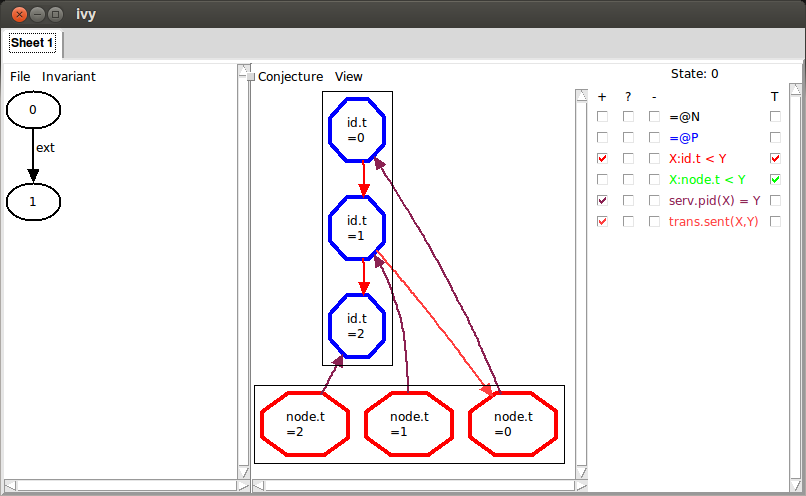 ivy
Sheet 1
File Invariant
0
ext
1
Conjecture View
id.t
=0
id.t
=1
id.t
=2
node.t
=2
node.t
=1
node.t
=0
State: 0
+ ? - T
=@N
=@P
X:id.t < Y
X:node.t < Y
serv.pid(X) = Y
trans.sent(X,Y)